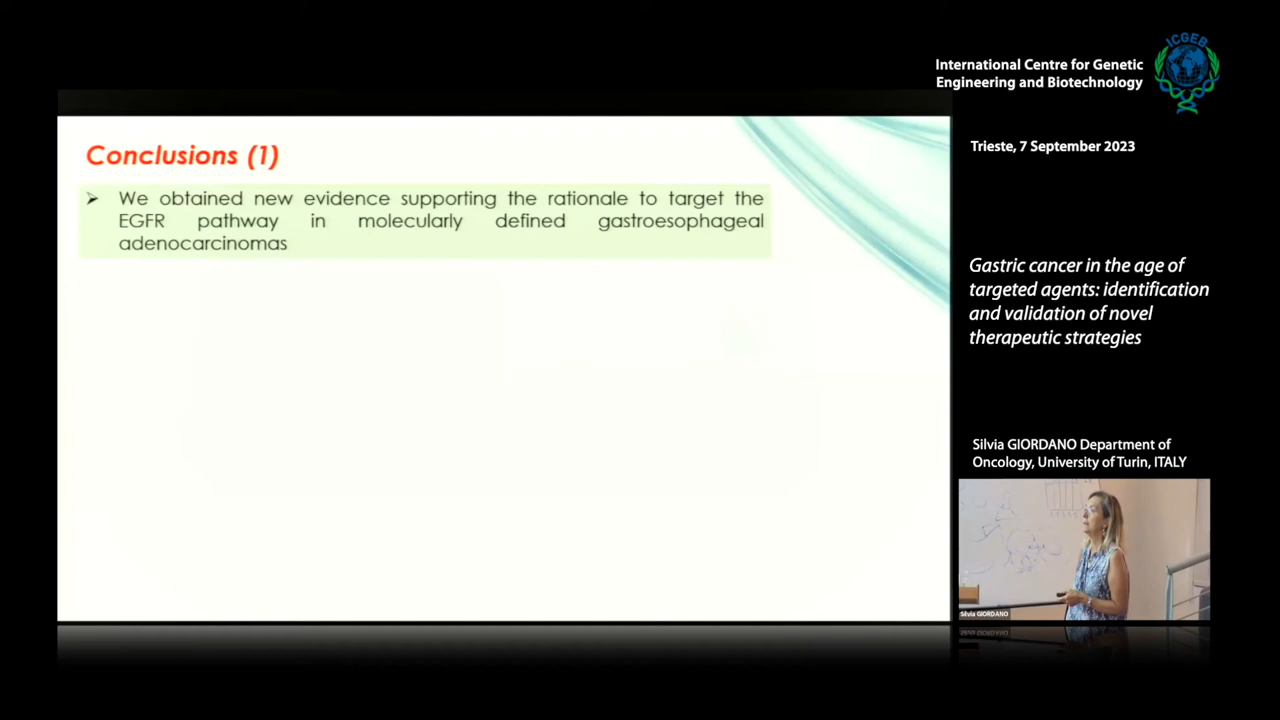 ICGEB
International Centre for Genetic
Engineering and Biotechnology
Trieste, 7 September 2023
Conclusions (1)
➢ We obtained new evidence supporting the rationale to target the
EGFR pathway in molecularly defined gastroesophageal
adenocarcinomas
Gastric cancer in the age of
targeted agents: identification
and validation of novel
therapeutic strategies
Silvia GIORDANO Department of
Oncology, University of Turin, ITALY
Silvia GIORDANO